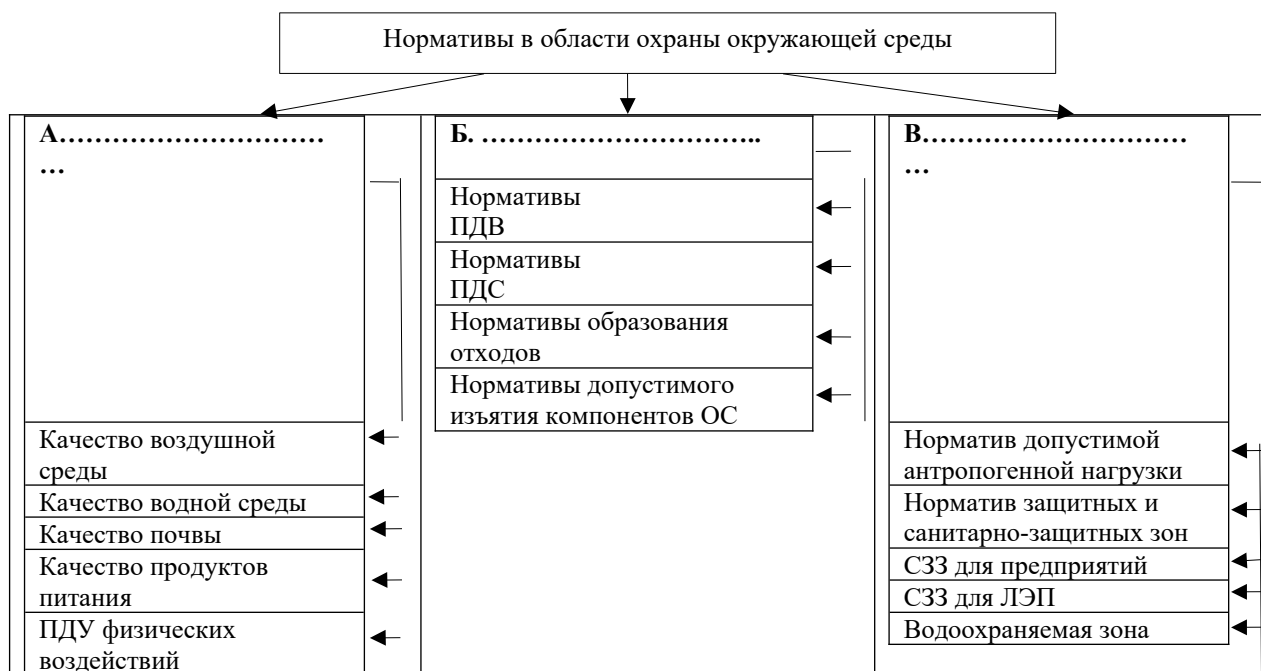 Нормативы в области охраны окружающей среды
А…………………………
…
Качество воздушной
среды
Качество водной среды
Качество почвы
Качество продуктов
питания
ПДУ физических
воздействий
Б. ………………………..
Нормативы
ПДВ
Нормативы
ПДС
Нормативы образования
отходов
Нормативы допустимого
изъятия компонентов ОС
В………………………
…
Норматив допустимой
антропогенной нагрузки
Норматив защитных и
санитарно-защитных зон
СЗЗ для предприятий
СЗЗ для ЛЭП
Водоохраняемая зона